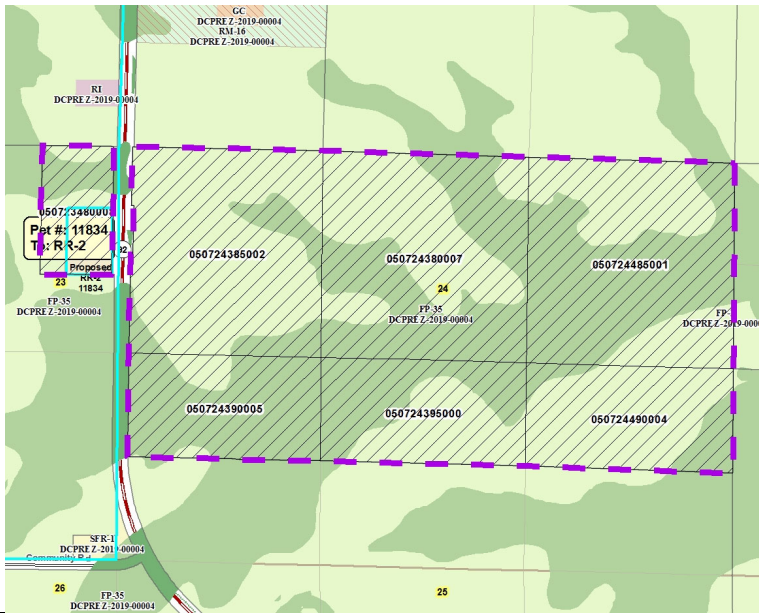 GC
DCPREZ-2019-00004
RM-16
DCPREZ-2019-00004
RI
DCPREZ-2019-00004
Pet #: 11834
To: RR-2
Proposed
RR-2
11834
23
FP-35
DCPREZ-2019-00004
050724385002
050724380007
050724485001
24
FP-35
DCPREZ-2019-00004
050724390005
050724395000
050724490004
SFR-1
DCPREZ-2019-00004
Community Rd
26
FP-35
DCPREZ-2019-00004
25